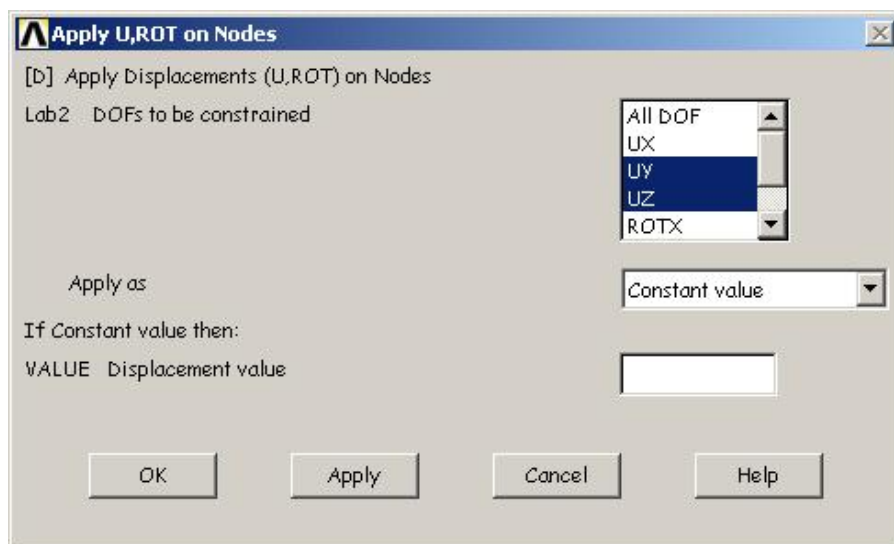 Apply U,ROT on Nodes
[D] Apply Displacements (U,ROT) on Nodes
Lab2 DOFs to be constrained
All DOF
UX
UY
UZ
ROTX
Apply as
Constant value
If Constant value then:
VALUE Displacement value
OK Apply Cancel Help